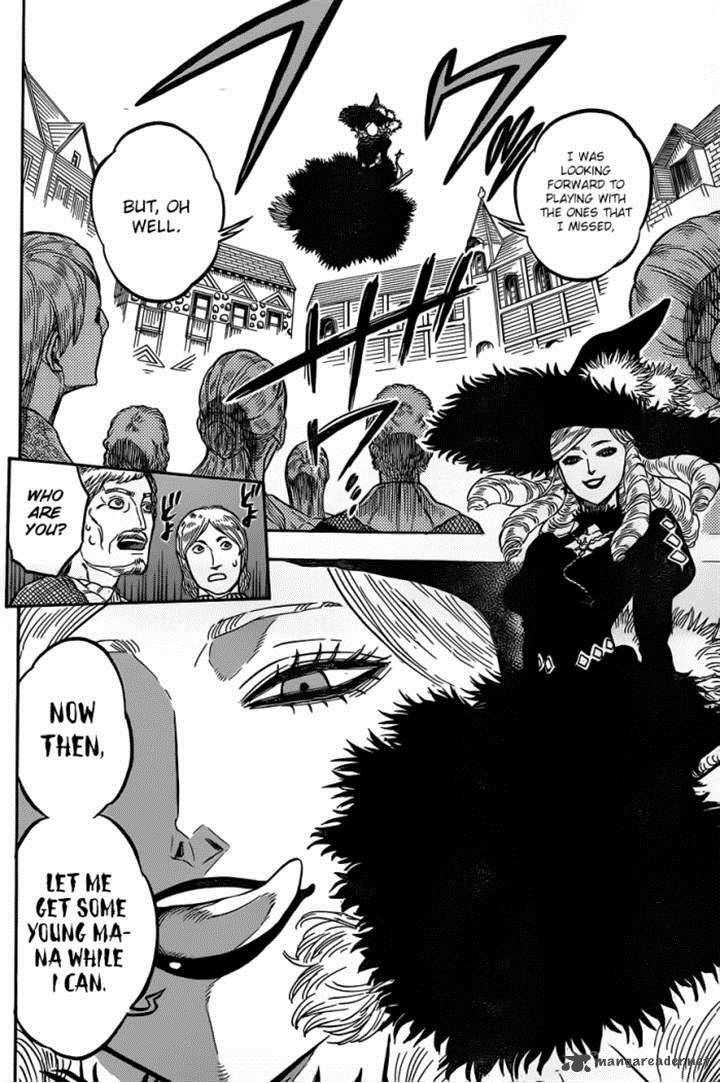 I WAS
LOOKING
FORWARD TO
PLAYING WITH
THE ONES THAT
I MISSED,
BUT, OH
WELL.
WHO
ARE
YOU?
NOW
THEN,
LET ME
GET SOME
YOUNG MA-
NA WHILE
I CAN.
mangareader.net